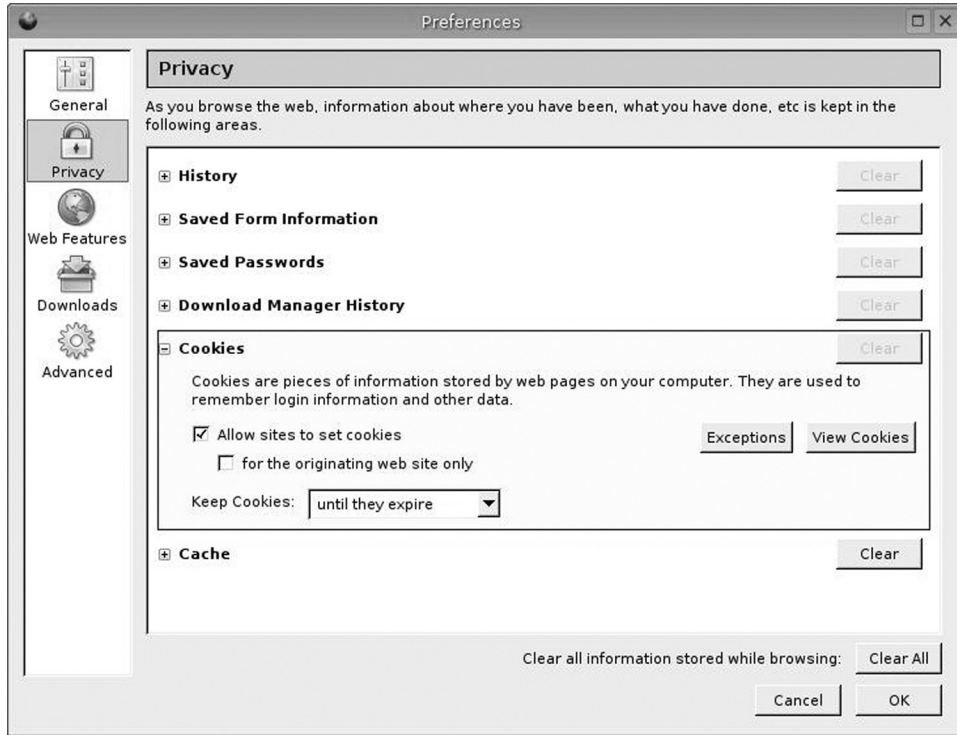 Preferences
General
Privacy
Web Features
Downloads
Advanced
Privacy
As you browse the web, information about where you have been, what you have done, etc is kept in the
following areas.
History Clear
Saved Form Information Clear
Saved Passwords Clear
Download Manager History Clear
Cookies Clear
Cookies are pieces of information stored by web pages on your computer. They are used to
remember login information and other data.
Allow sites to set cookies Exceptions View Cookies
for the originating web site only
Keep Cookies: until they expire
Cache Clear
Clear all information stored while browsing: Clear All
Cancel OK